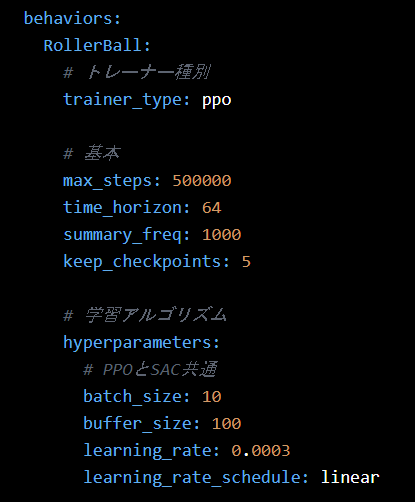 behaviors:
  RollerBall:
    # トレーナー種別
    trainer_type: ppo

    # 基本
    max_steps: 500000
    time_horizon: 64
    summary_freq: 1000
    keep_checkpoints: 5

    # 学習アルゴリズム
    hyperparameters:
      # PPOとSAC共通
      batch_size: 10
      buffer_size: 100
      learning_rate: 0.0003
      learning_rate_schedule: linear